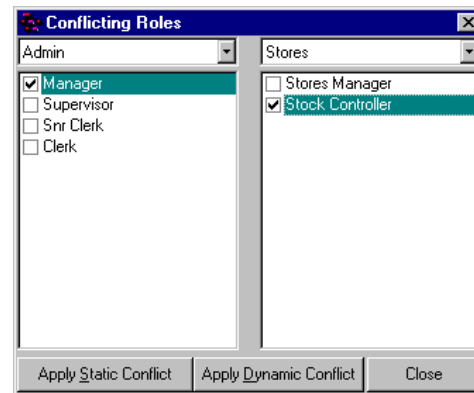 Conflicting Roles
Admin
Stores
Manager
Supervisor
Snr Clerk
Clerk
Stores Manager
Stock Controller
Apply Static Conflict
Apply Dynamic Conflict
Close